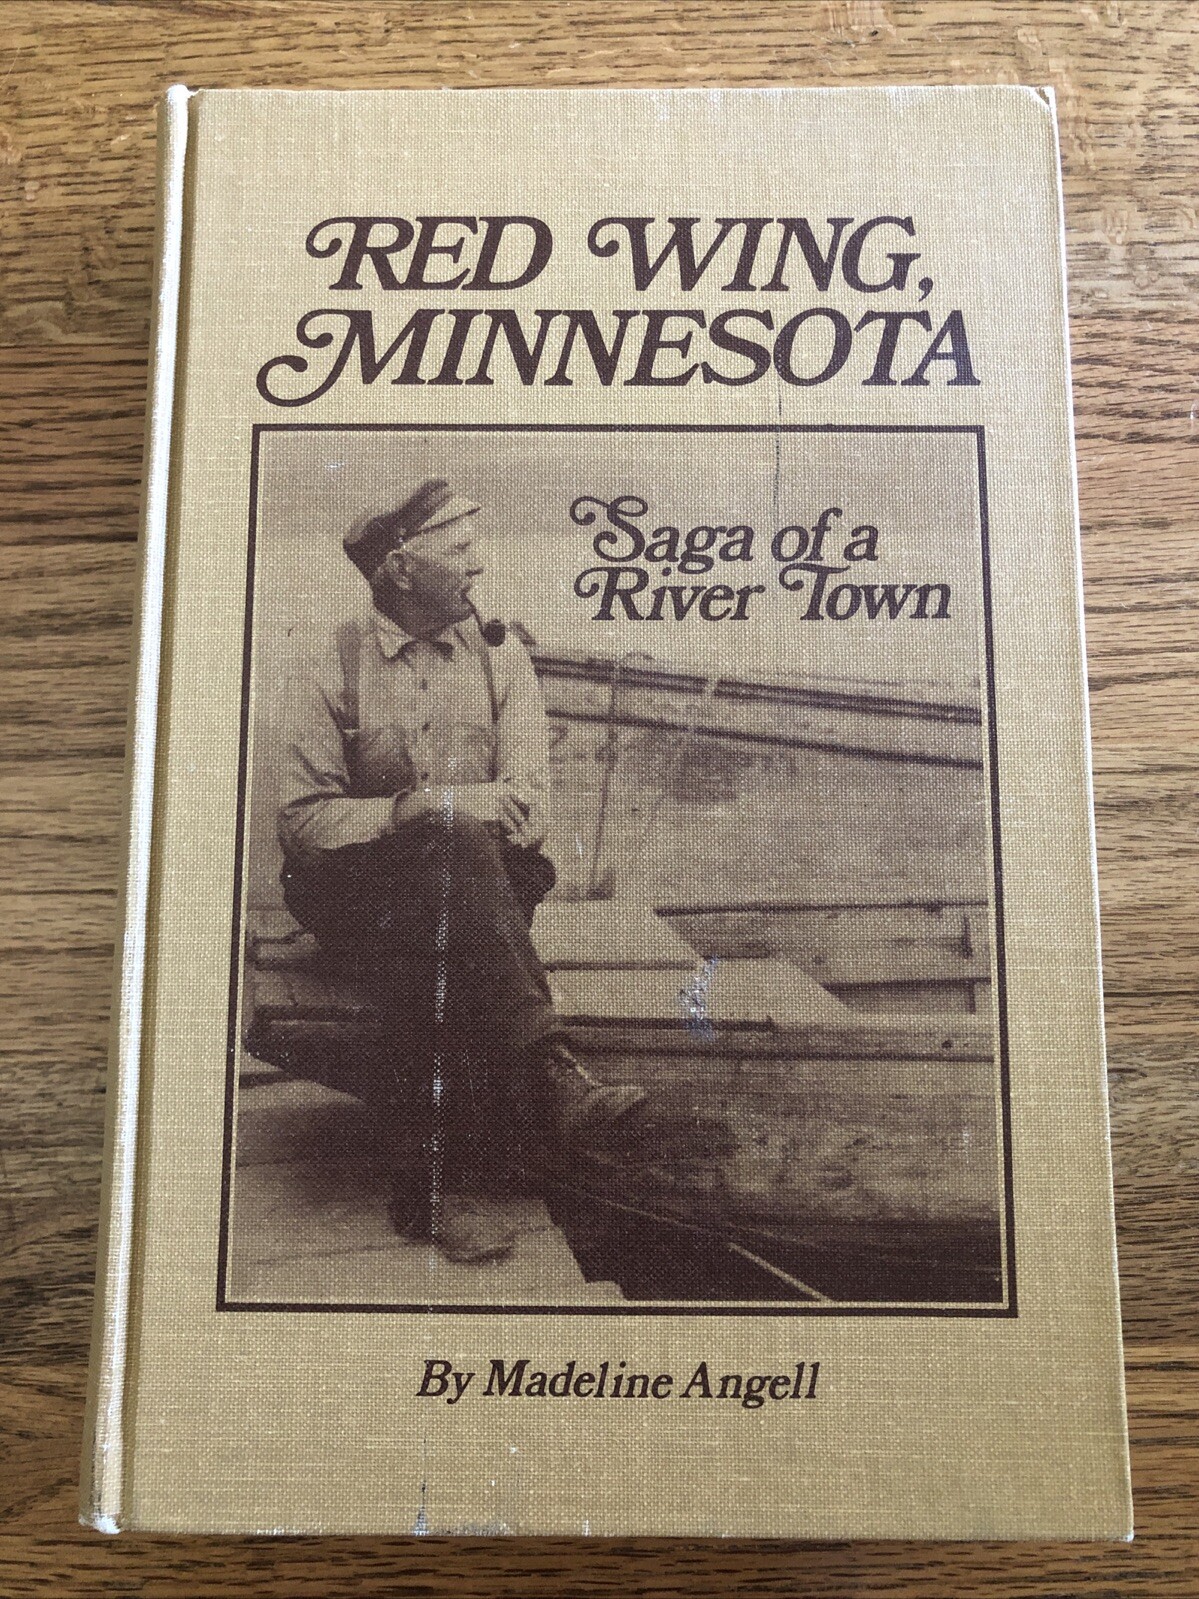 RED WING,
MINNESOTA
Saga of a
River Town
By Madeline Angell